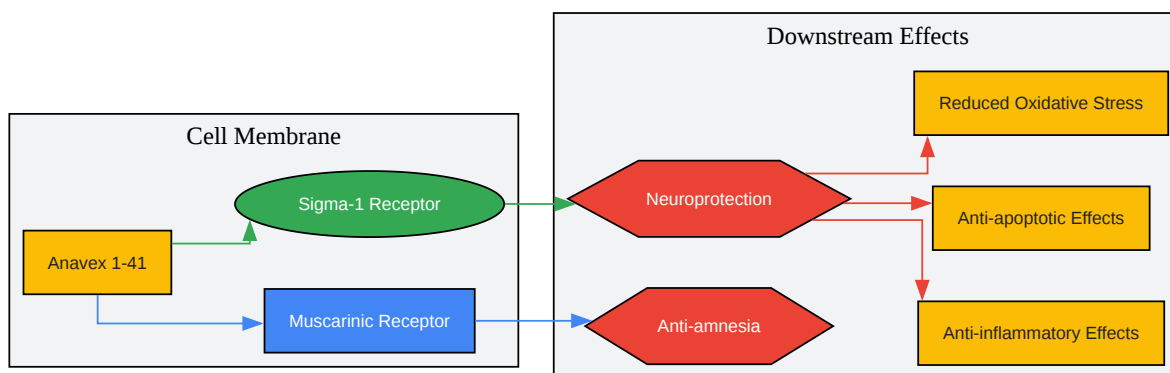 Cell Membrane
Anavex 1-41
Sigma-1 Receptor
Muscarinic Receptor
Downstream Effects
Neuroprotection
Anti-amnesia
Reduced Oxidative Stress
Anti-apoptotic Effects
Anti-inflammatory Effects